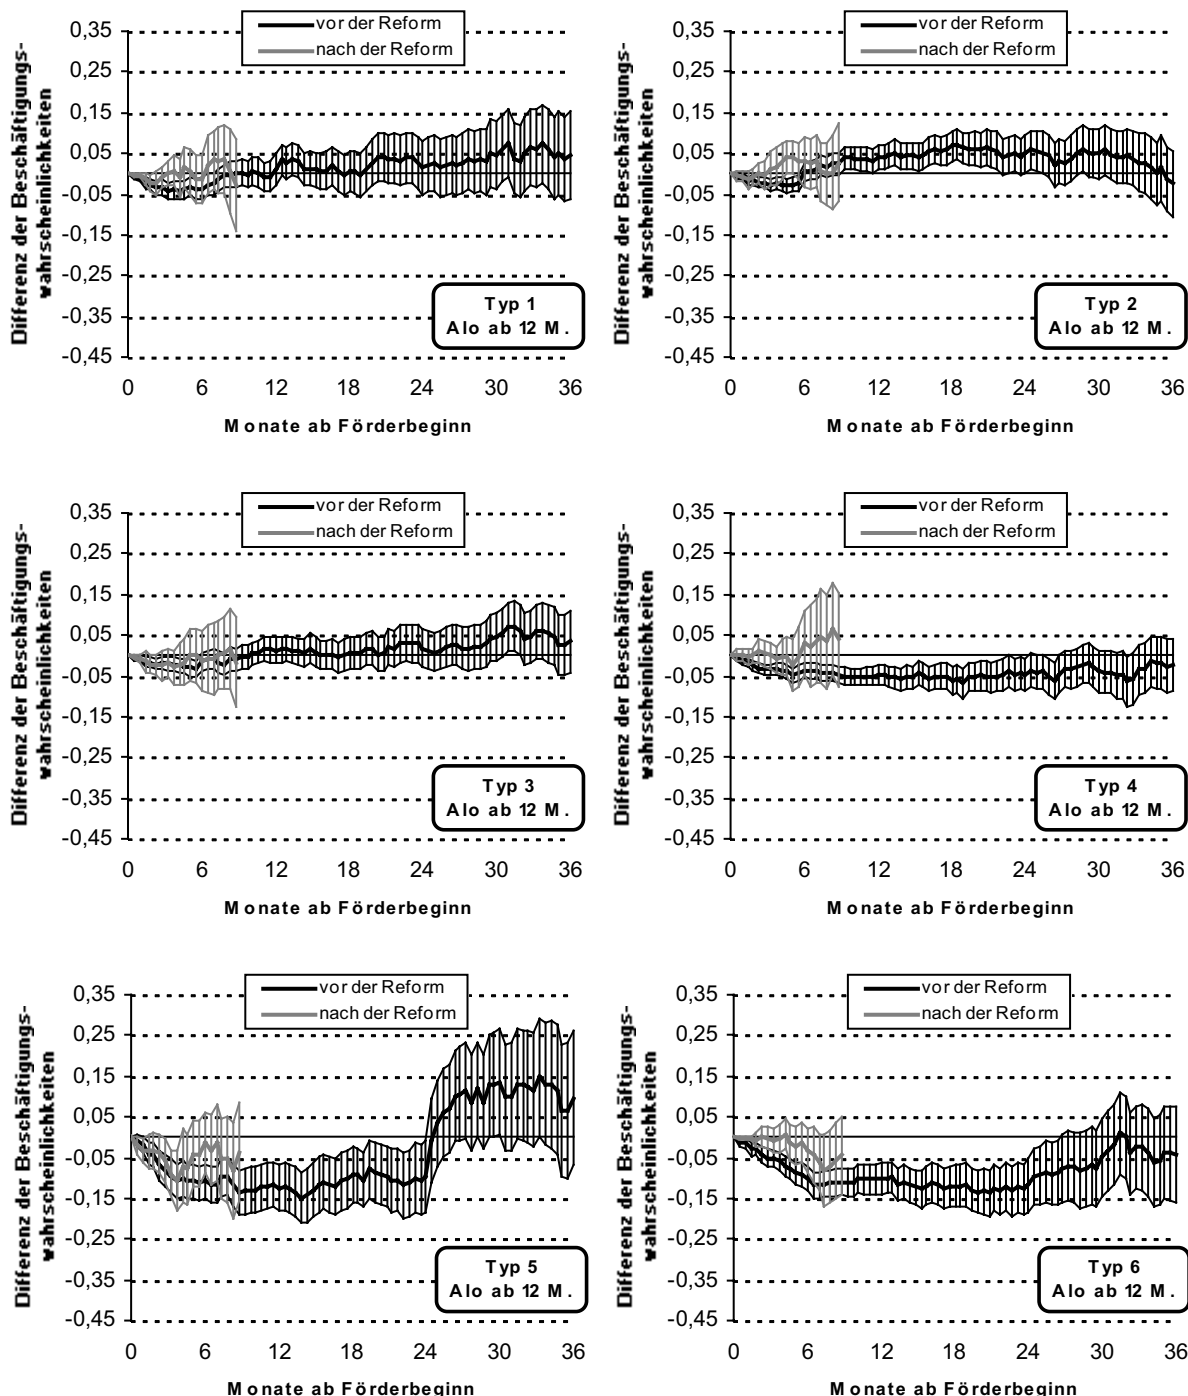 Differenz der Beschäftigungs-
wahrscheinlichkeiten
vor der Reform
nach der Reform
0,35
0,25
0,15
0,05
-0,05
-0,15
-0,25
-0,35
-0,45
Typ 1
Alo ab 12 M.
0 6 12 18 24 30 36
Monate ab Förderbeginn
Differenz der Beschäftigungs-
wahrscheinlichkeiten
vor der Reform
nach der Reform
0,35
0,25
0,15
0,05
-0,05
-0,15
-0,25
-0,35
-0,45
Typ 2
Alo ab 12 M.
0 6 12 18 24 30 36
Monate ab Förderbeginn
Differenz der Beschäftigungs-
wahrscheinlichkeiten
vor der Reform
nach der Reform
0,35
0,25
0,15
0,05
-0,05
-0,15
-0,25
-0,35
-0,45
Typ 3
Alo ab 12 M.
0 6 12 18 24 30 36
Monate ab Förderbeginn
Differenz der Beschäftigungs-
wahrscheinlichkeiten
vor der Reform
nach der Reform
0,35
0,25
0,15
0,05
-0,05
-0,15
-0,25
-0,35
-0,45
Typ 4
Alo ab 12 M.
0 6 12 18 24 30 36
Monate ab Förderbeginn
Differenz der Beschäftigungs-
wahrscheinlichkeiten
vor der Reform
nach der Reform
0,35
0,25
0,15
0,05
-0,05
-0,15
-0,25
-0,35
-0,45
Typ 5
Alo ab 12 M.
0 6 12 18 24 30 36
Monate ab Förderbeginn
Differenz der Beschäftigungs-
wahrscheinlichkeiten
vor der Reform
nach der Reform
0,35
0,25
0,15
0,05
-0,05
-0,15
-0,25
-0,35
-0,45
Typ 6
Alo ab 12 M.
0 6 12 18 24 30 36
Monate ab Förderbeginn